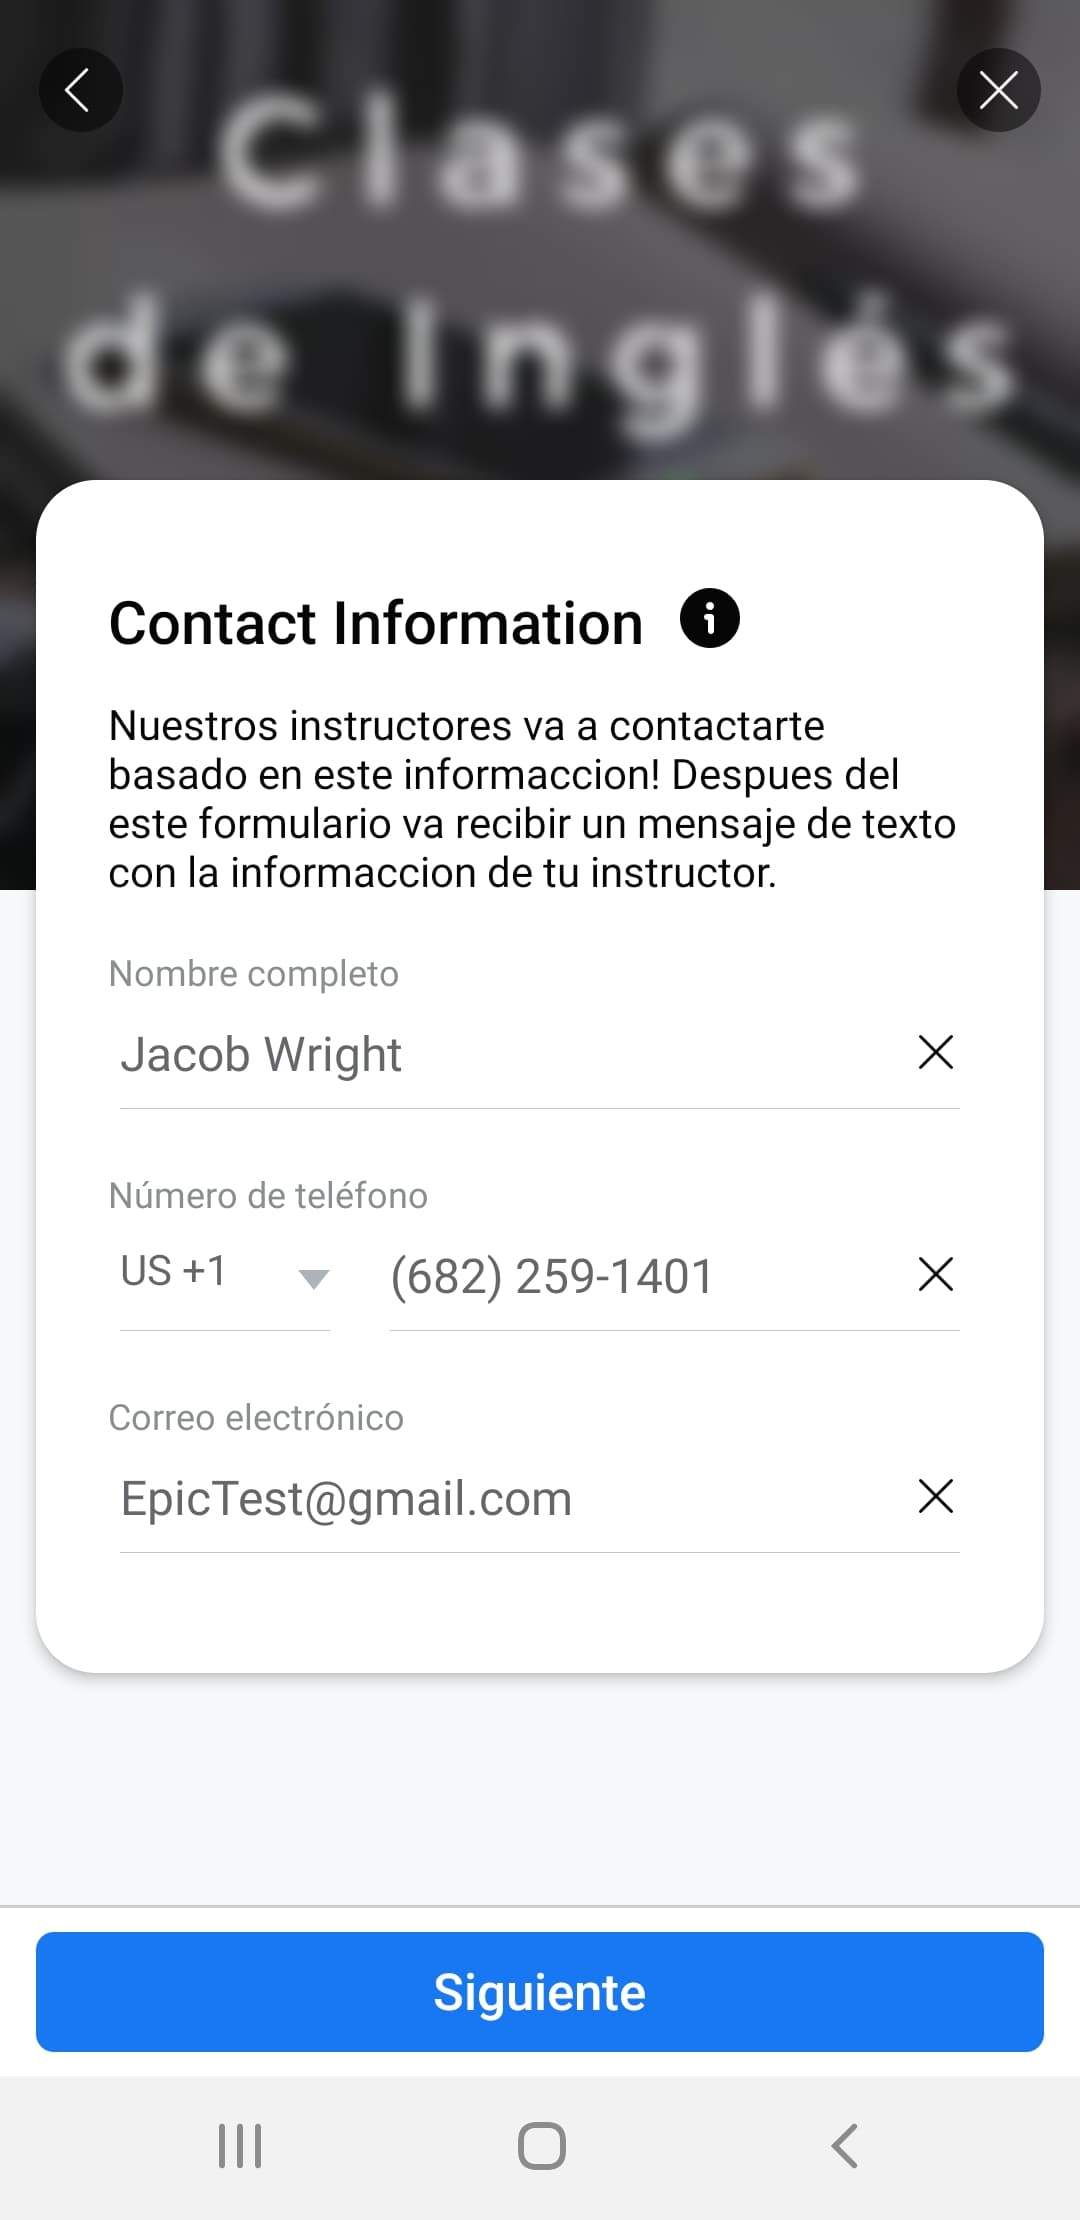 Clases
de Inglés
Contact Information
Nuestros instructores va a contactarte
basado en este informaccion! Despues del
este formulario va recibir un mensaje de texto
con la informaccion de tu instructor.
Nombre completo
Jacob Wright
Número de teléfono
US +1 (682) 259-1401
Correo electrónico
EpicTest@gmail.com
Siguiente